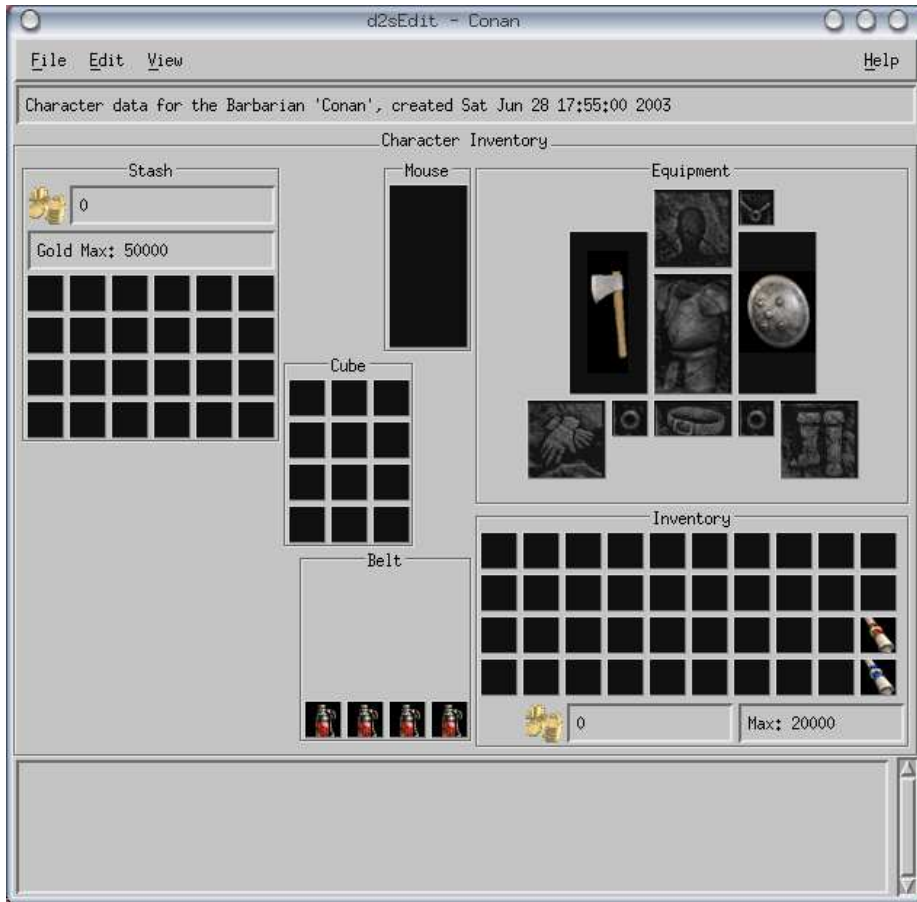 d2sEdit - Conan
File Edit View Help
Character data for the Barbarian 'Conan', created Sat Jun 28 17:55:00 2003
Character Inventory
Stash
0
Gold Max: 50000
Mouse
Equipment
Cube
Belt
Inventory
0
Max: 20000